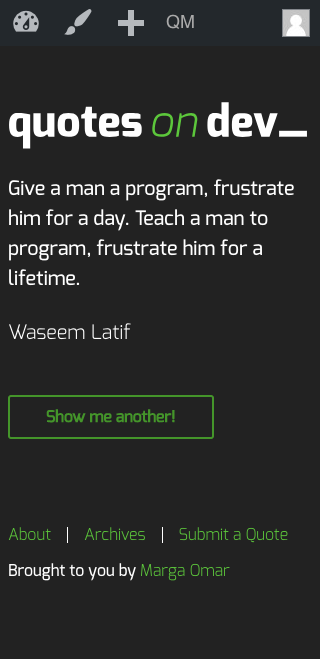 QM
quotes on dev_
Give a man a program, frustrate
him for a day. Teach a man to
program, frustrate him for a
lifetime.
Waseem Latif
Show me another!
About | Archives | Submit a Quote
Brought to you by Marga Omar